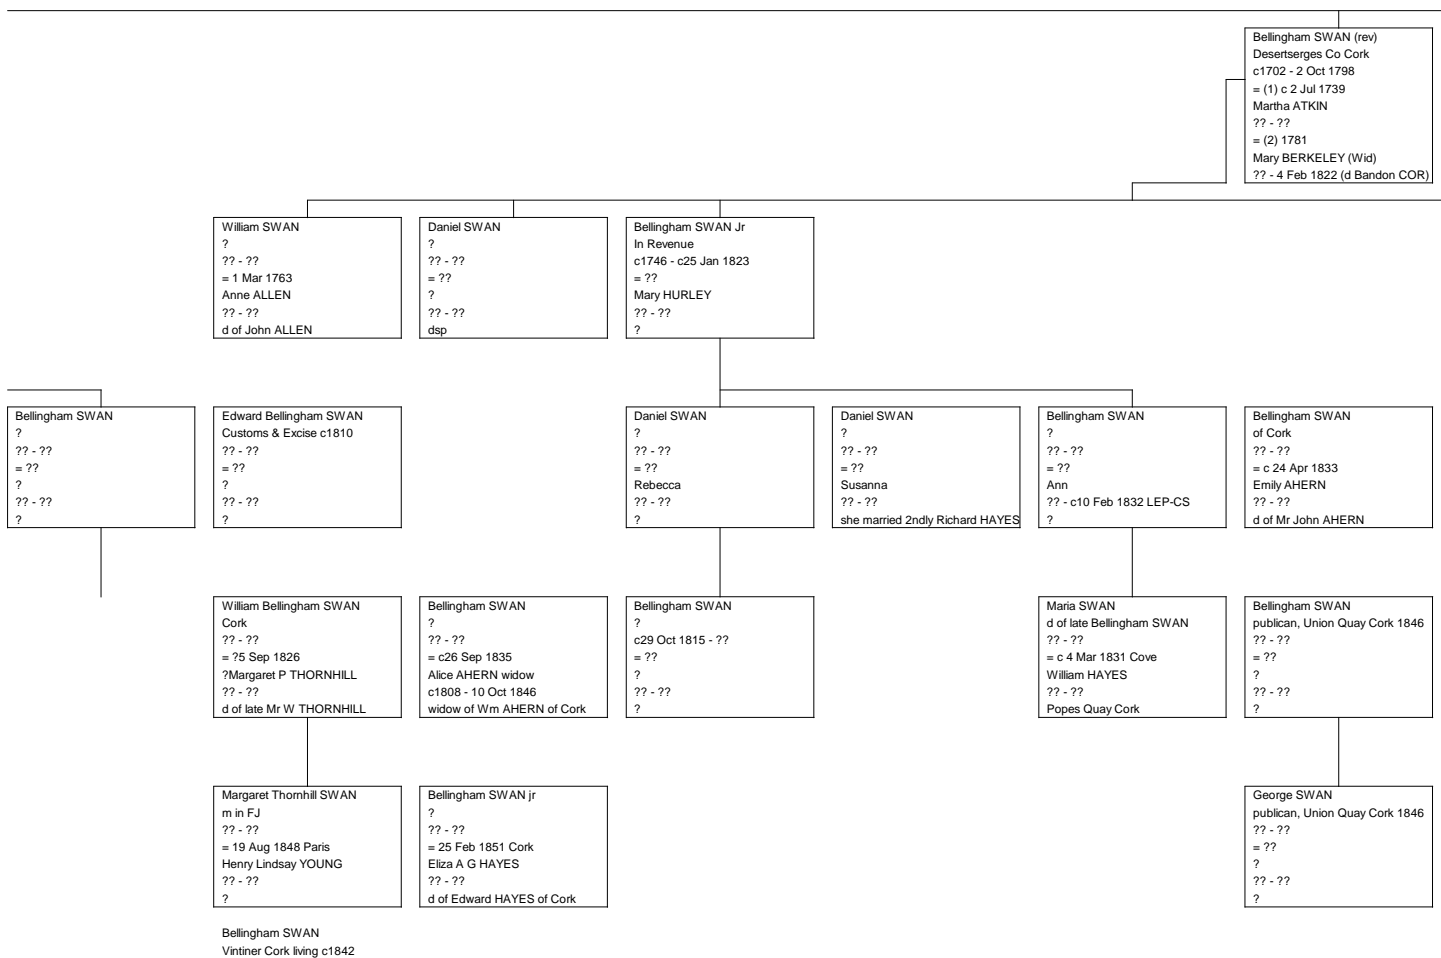 Bellingham SWAN (rev)
Desertserges Co Cork
c1702 - 2 Oct 1798
= (1) c 2 Jul 1739
Martha ATKIN
?? - ??
= (2) 1781
Mary BERKELEY (Wid)
?? - 4 Feb 1822 (d Bandon COR)
William SWAN
?
?? - ??
= 1 Mar 1763
Anne ALLEN
?? - ??
d of John ALLEN
Daniel SWAN
?
?? - ??
= ??
?
?? - ??
dsp
Bellingham SWAN Jr
In Revenue
c1746 - c25 Jan 1823
= ??
Mary HURLEY
?? - ??
?
Bellingham SWAN
?
?? - ??
= ??
?
?? - ??
?
Edward Bellingham SWAN
Customs & Excise c1810
?? - ??
= ??
?
?? - ??
?
Daniel SWAN
?
?? - ??
= ??
Rebecca
?? - ??
?
Daniel SWAN
?
?? - ??
= ??
Susanna
?? - ??
she married 2ndly Richard HAYES
Bellingham SWAN
?
?? - ??
= ??
Ann
?? - c10 Feb 1832 LEP-CS
?
Bellingham SWAN
of Cork
?? - ??
= c 24 Apr 1833
Emily AHERN
?? - ??
d of Mr John AHERN
William Bellingham SWAN
Cork
?? - ??
= ?5 Sep 1826
?Margaret P THORNHILL
?? - ??
d of late Mr W THORNHILL
Bellingham SWAN
?
?? - ??
= c26 Sep 1835
Alice AHERN widow
c1808 - 10 Oct 1846
widow of Wm AHERN of Cork
Bellingham SWAN
?
c29 Oct 1815 - ??
= ??
?
?? - ??
?
Maria SWAN
d of late Bellingham SWAN
?? - ??
= c 4 Mar 1831 Cove
William HAYES
?? - ??
Popes Quay Cork
Bellingham SWAN
publican, Union Quay Cork 1846
?? - ??
= ??
?
?? - ??
?
Margaret Thornhill SWAN
m in FJ
?? - ??
= 19 Aug 1848 Paris
Henry Lindsay YOUNG
?? - ??
?
Bellingham SWAN jr
?
?? - ??
= 25 Feb 1851 Cork
Eliza A G HAYES
?? - ??
d of Edward HAYES of Cork
George SWAN
publican, Union Quay Cork 1846
?? - ??
= ??
?
?? - ??
?
Bellingham SWAN
Vintiner Cork living c1842